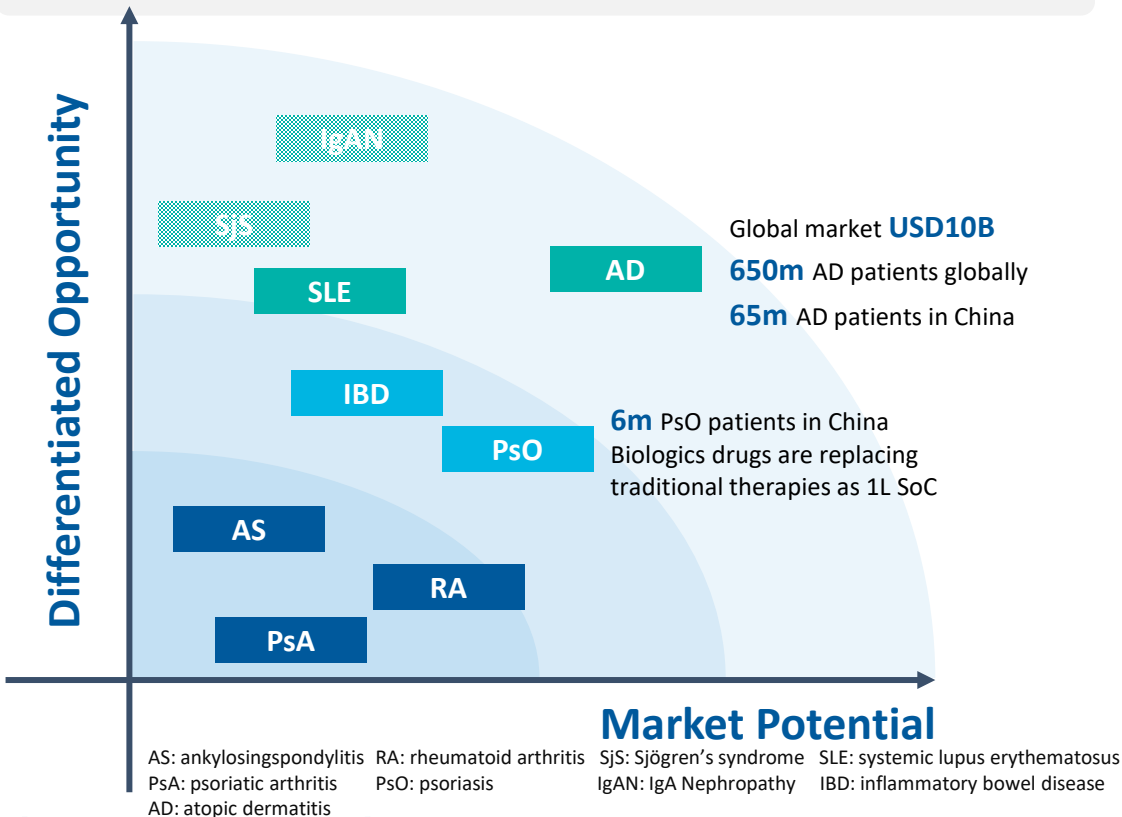 Differentiated Opportunity
IgAN
SjS
SLE
AD
Global market USD10B
650m AD patients globally
65m AD patients in China
IBD
PsO
6m PsO patients in China
Biologics drugs are replacing
traditional therapies as 1L SoC
AS
RA
PsA
Market Potential
AS: ankylosingspondylitis RA: rheumatoid arthritis SjS: Sjögren's syndrome SLE: systemic lupus erythematosus
PsA: psoriatic arthritis PsO: psoriasis IgAN: IgA Nephropathy IBD: inflammatory bowel disease
AD: atopic dermatitis